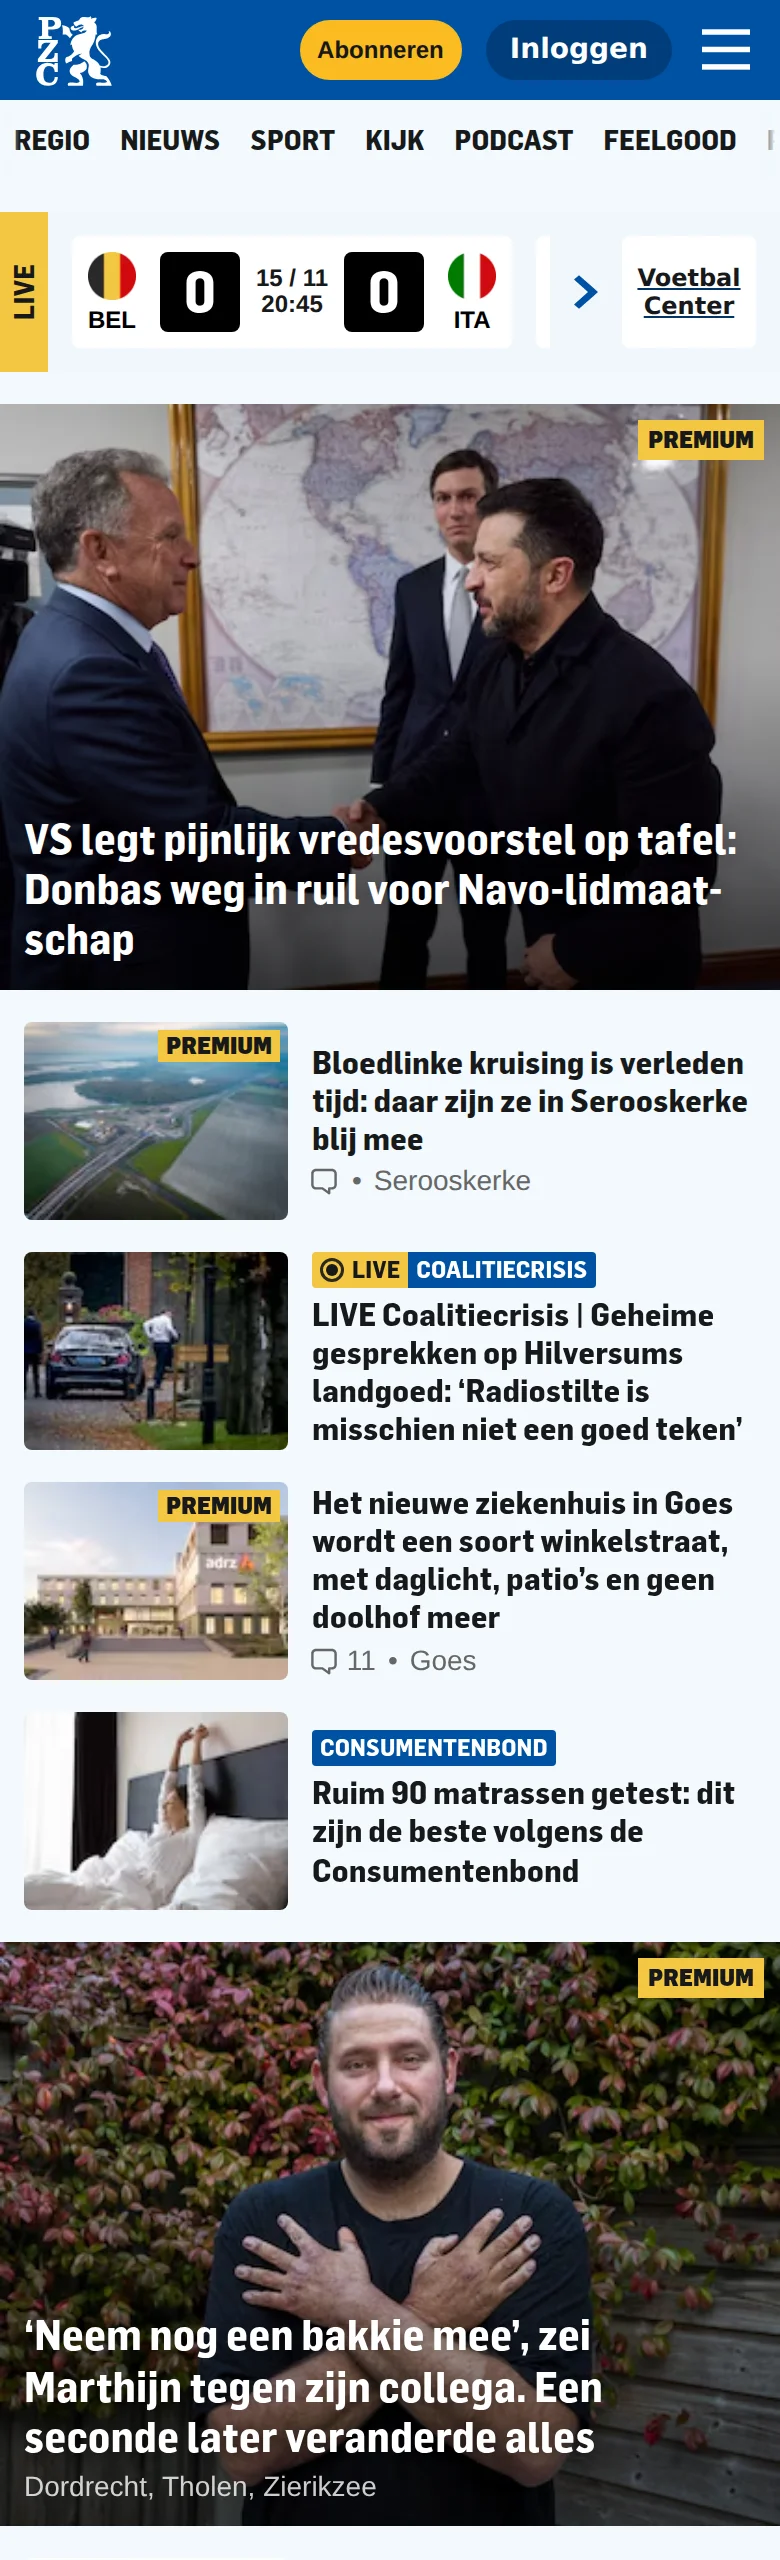 PZC
Abonneren
Inloggen
REGIO NIEUWS SPORT KIJK PODCAST FEELGOOD
LIVE
BEL
0
15 / 11
20:45
0
ITA
Voetbal
Center
PREMIUM
VS legt pijnlijk vredesvoorstel op tafel:
Donbas weg in ruil voor Navo-lidmaat-
schap
PREMIUM
Bloedlinke kruising is verleden
tijd: daar zijn ze in Serooskerke
blij mee
• Serooskerke
LIVE COALITIECRISIS
LIVE Coalitiecrisis | Geheime
gesprekken op Hilversums
landgoed: ‘Radiostilte is
misschien niet een goed teken’
PREMIUM
adrz
Het nieuwe ziekenhuis in Goes
wordt een soort winkelstraat,
met daglicht, patio’s en geen
doolhof meer
11 • Goes
CONSUMENTENBOND
Ruim 90 matrassen getest: dit
zijn de beste volgens de
Consumentenbond
PREMIUM
‘Neem nog een bakkie mee’, zei
Marthijn tegen zijn collega. Een
seconde later veranderde alles
Dordrecht, Tholen, Zierikzee